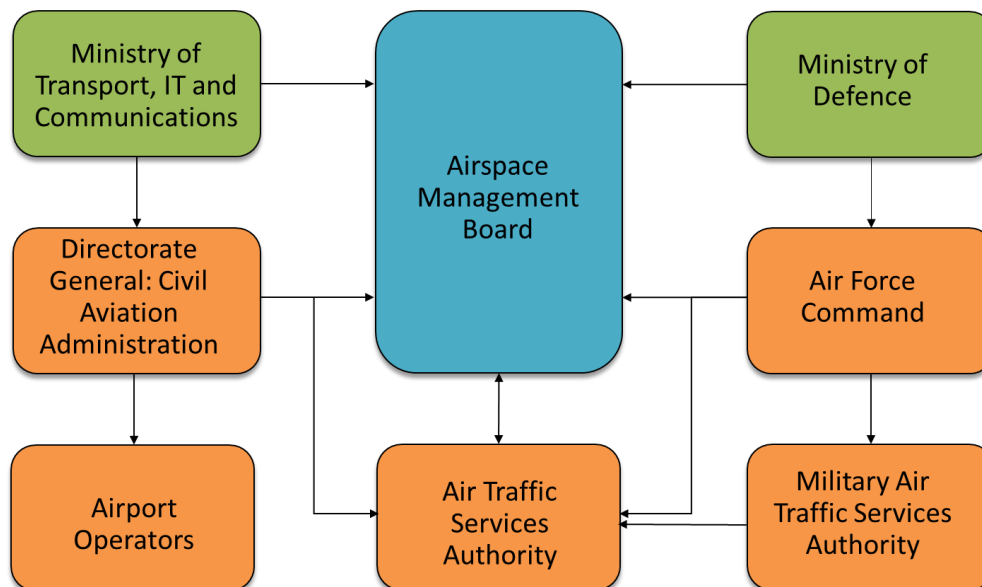 Ministry of
Transport, IT and
Communications
Airspace
Management
Board
Ministry of
Defence
Directorate
General: Civil
Aviation
Administration
Air Force
Command
Airport
Operators
Air Traffic
Services
Authority
Military Air
Traffic Services
Authority